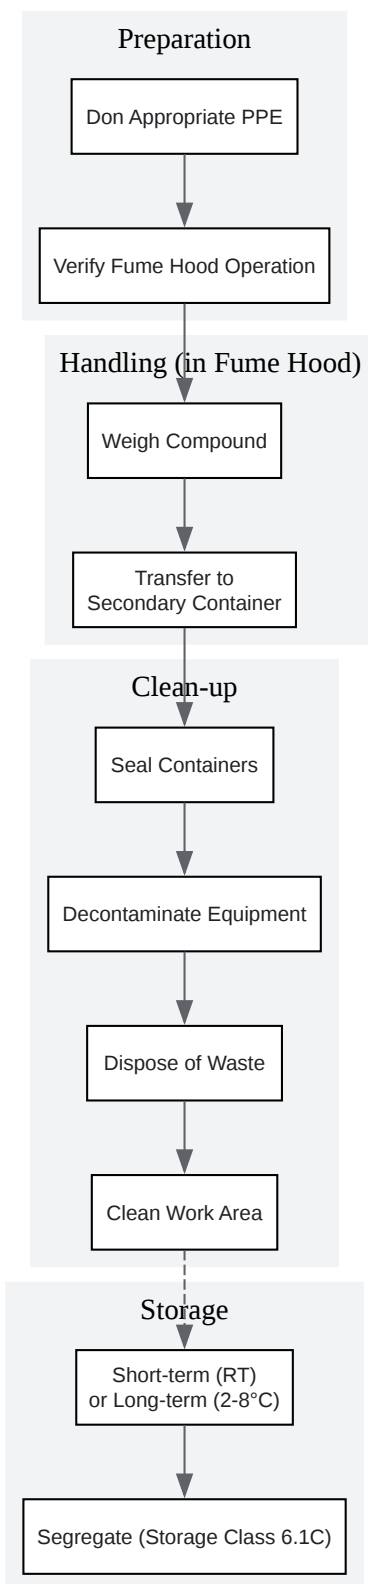 Preparation
Don Appropriate PPE
Verify Fume Hood Operation
Handling (in Fume Hood)
Weigh Compound
Transfer to
Secondary Container
Clean-up
Seal Containers
Decontaminate Equipment
Dispose of Waste
Clean Work Area
Storage
Short-term (RT)
or Long-term (2-8°C)
Segregate (Storage Class 6.1C)